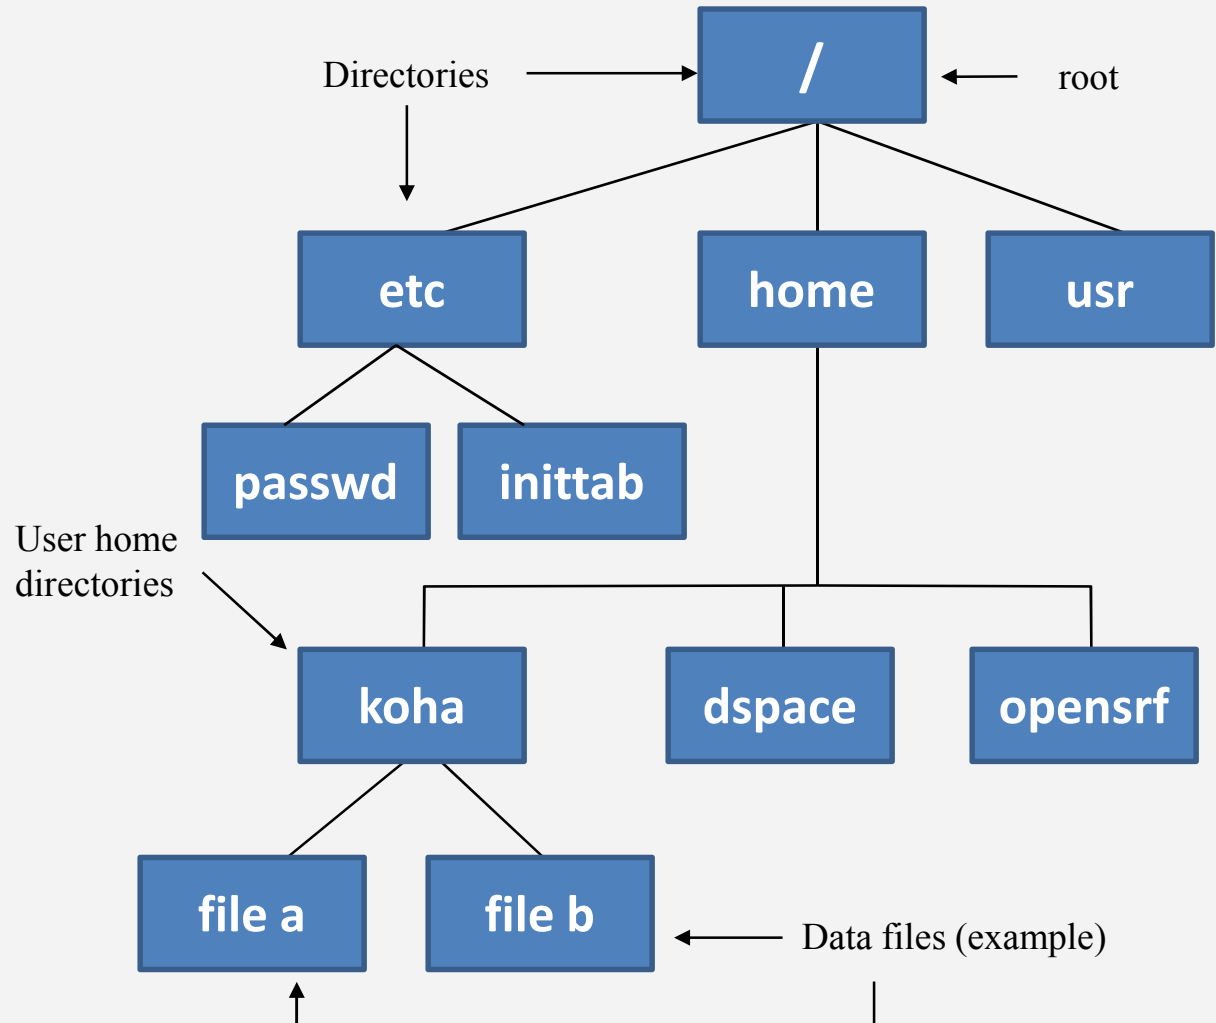 /
Directories
root
etc
home
usr
passwd
inittab
User home
directories
koha
dspace
opensrf
file a
file b
Data files (example)